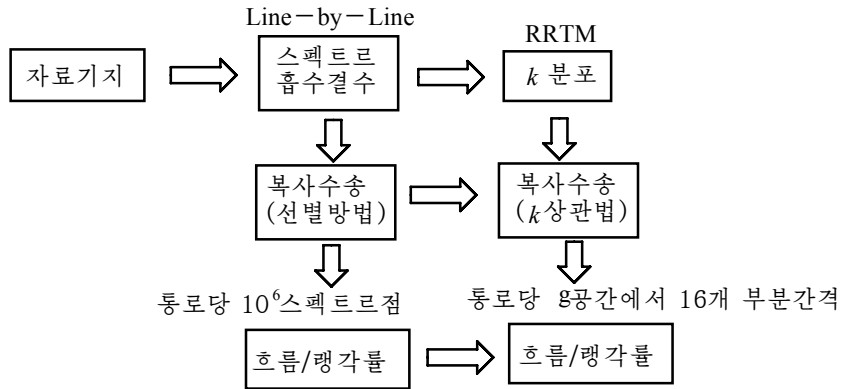 Line－by－Line
RRTM
자료기지
스펙트르
흡수결수
k 분포
복사수송
(선별방법)
복사수송
(k상관법)
통로당 10⁶스펙트르점
통로당 g공간에서 16개 부분간격
흐름/랭각률
흐름/랭각률